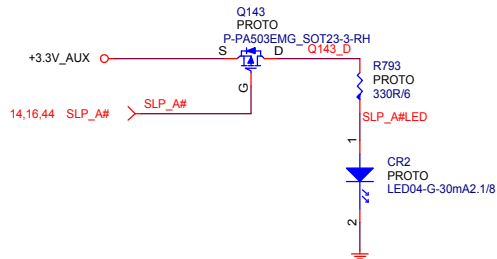 Q143
PROTO
P-PA503EMG_SOT23-3-RH
S
D
Q143_D
+3.3V_AUX
G
R793
PROTO
330R/6
14,16,44 SLP_A#
SLP_A#
SLP_A#LED
1
CR2
PROTO
LED04-G-30mA2.1/8
2